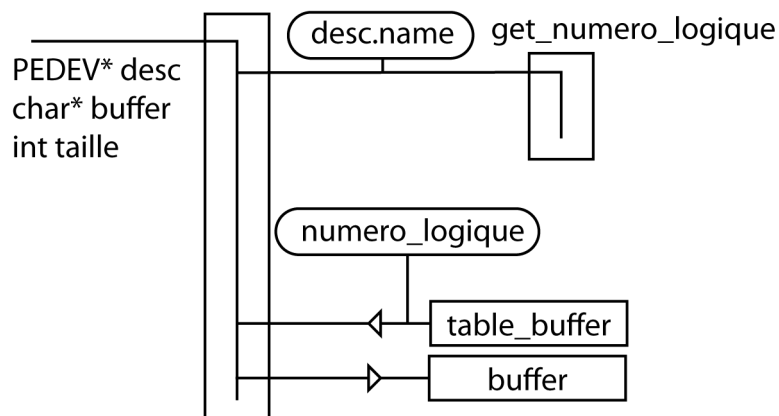 desc.name
get_numero_logique
PEDEV* desc
char* buffer
int taille
numero_logique
table_buffer
buffer